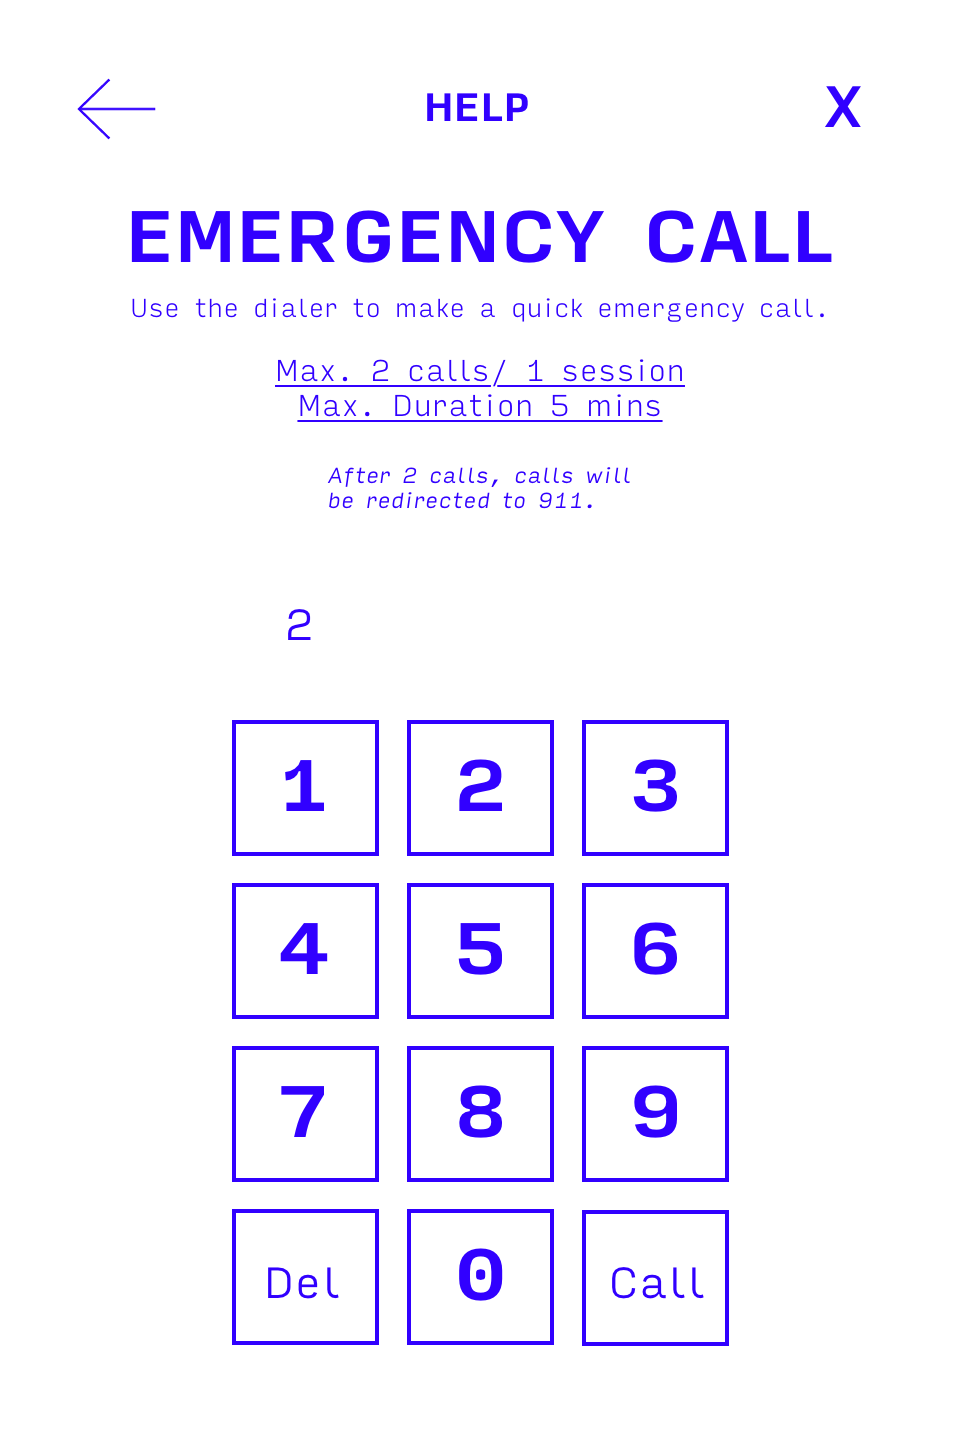 HELP
X
EMERGENCY CALL
Use the dialer to make a quick emergency call.
Max. 2 calls/ 1 session
Max. Duration 5 mins
After 2 calls, calls will
be redirected to 911.
2
1 2 3
4 5 6
7 8 9
Del 0 Call